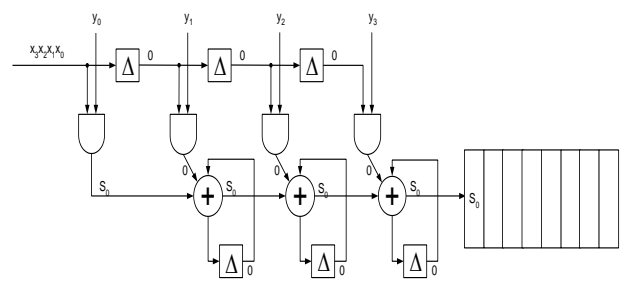 y₀ y₁ y₂ y₃
x₃x₂x₁x₀ Δ 0 Δ 0 Δ 0
0 0 0
S₀ + S₀ + S₀ + S₀ S₀
Δ 0 Δ 0 Δ 0